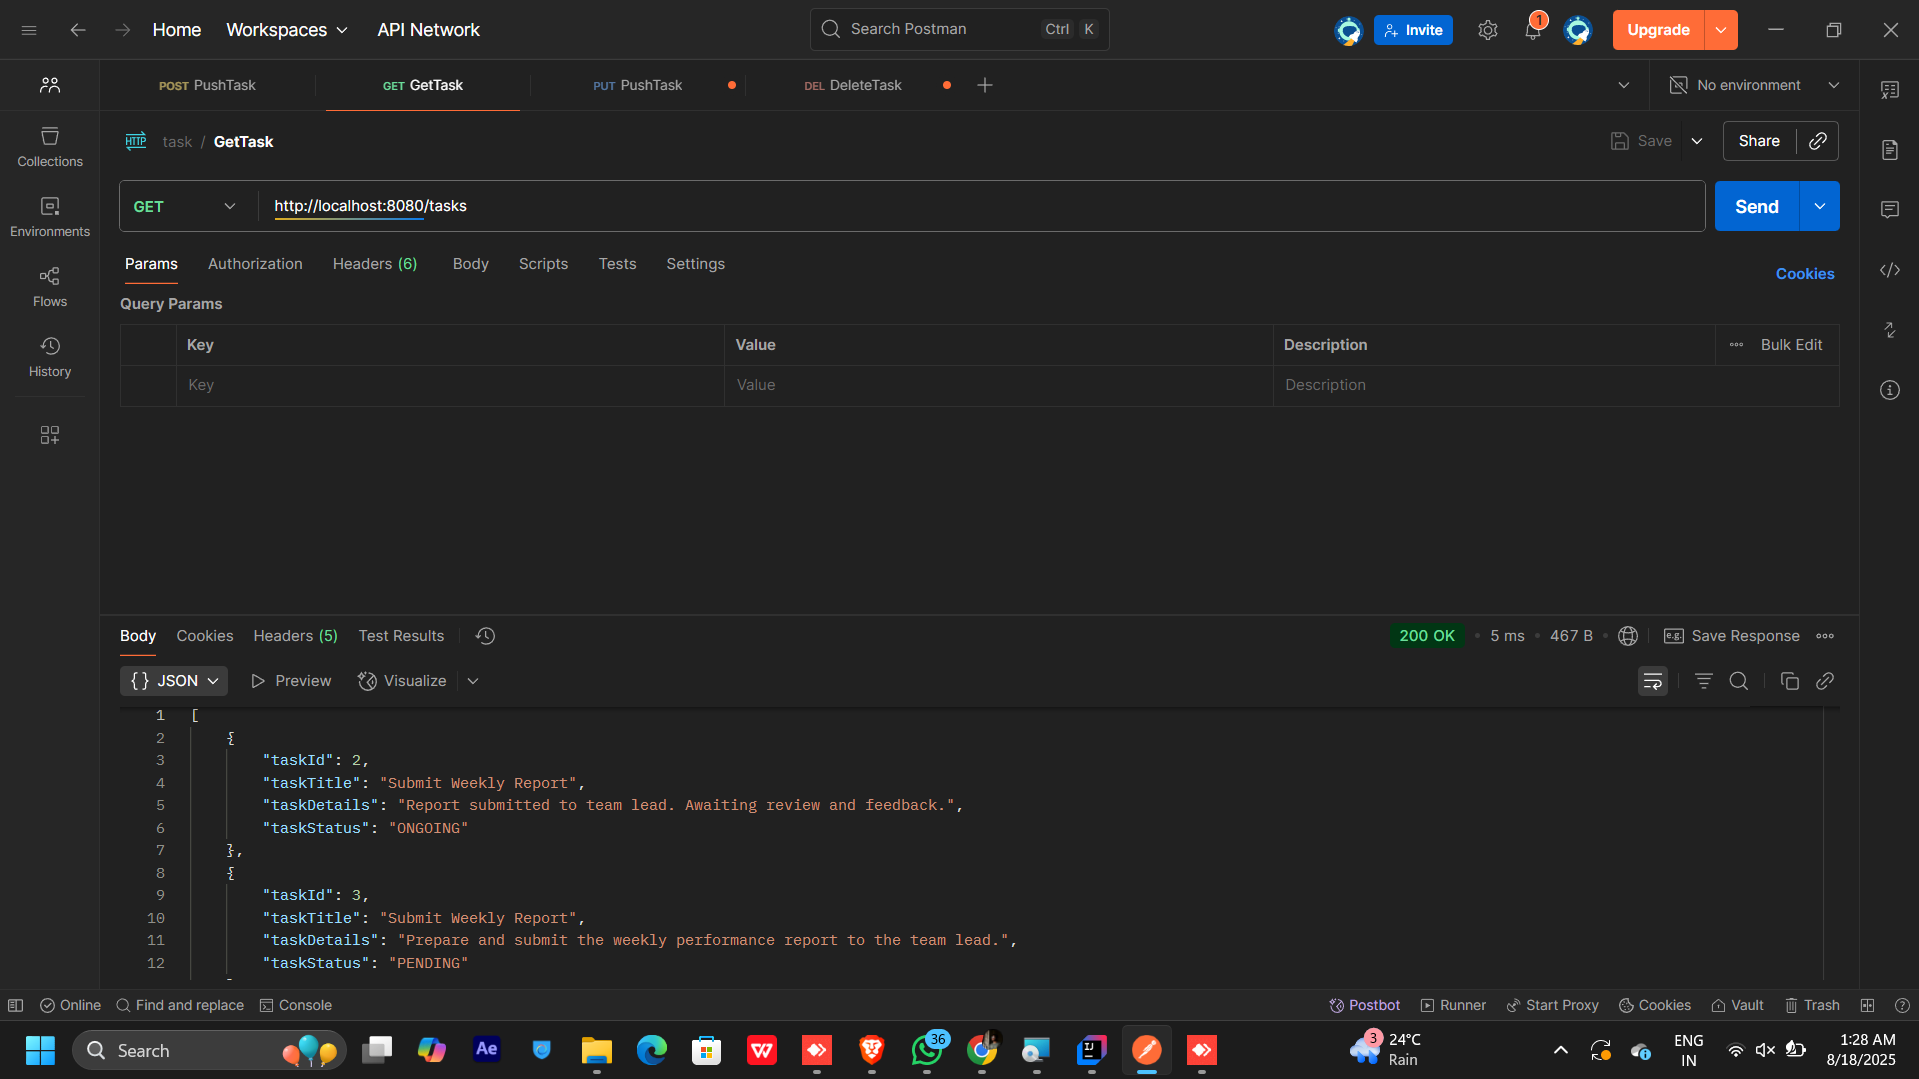 Home Workspaces API Network Search Postman Ctrl K Invite 1 Upgrade
POST PushTask GET GetTask PUT PushTask DEL DeleteTask No environment
HTTP task / GetTask Save Share
Collections
Environments
Flows
History
GET http://localhost:8080/tasks Send
Params Authorization Headers (6) Body Scripts Tests Settings Cookies
Query Params
Key Value Description Bulk Edit
Key Value Description
Body Cookies Headers (5) Test Results 200 OK 5 ms 467 B e.g. Save Response
{} JSON Preview Visualize
1 [
2 {
3 "taskId": 2,
4 "taskTitle": "Submit Weekly Report",
5 "taskDetails": "Report submitted to team lead. Awaiting review and feedback.",
6 "taskStatus": "ONGOING"
7 },
8 {
9 "taskId": 3,
10 "taskTitle": "Submit Weekly Report",
11 "taskDetails": "Prepare and submit the weekly performance report to the team lead.",
12 "taskStatus": "PENDING"
Online Find and replace Console Postbot Runner Start Proxy Cookies Vault Trash
Search Ae W 36 IJ 3 24°C ENG 1:28 AM
Rain IN 8/18/2025